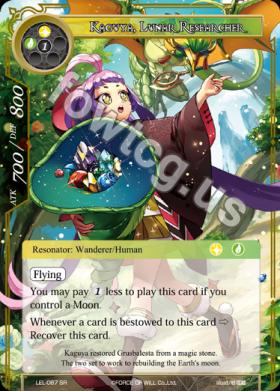 Kaguya, Lunar Researcher
1
ATK 700 / DEF 800
fowtcg.us
Resonator: Wanderer/Human
Flying
You may pay 1 less to play this card if you
control a Moon.
Whenever a card is bestowed to this card →
Recover this card.
Kaguya restored Grusbalesta from a magic stone.
The two set to work to rebuilding the Earth's moon.
LEL-087 SR
©FORCE OF WILL Co.,Ltd.